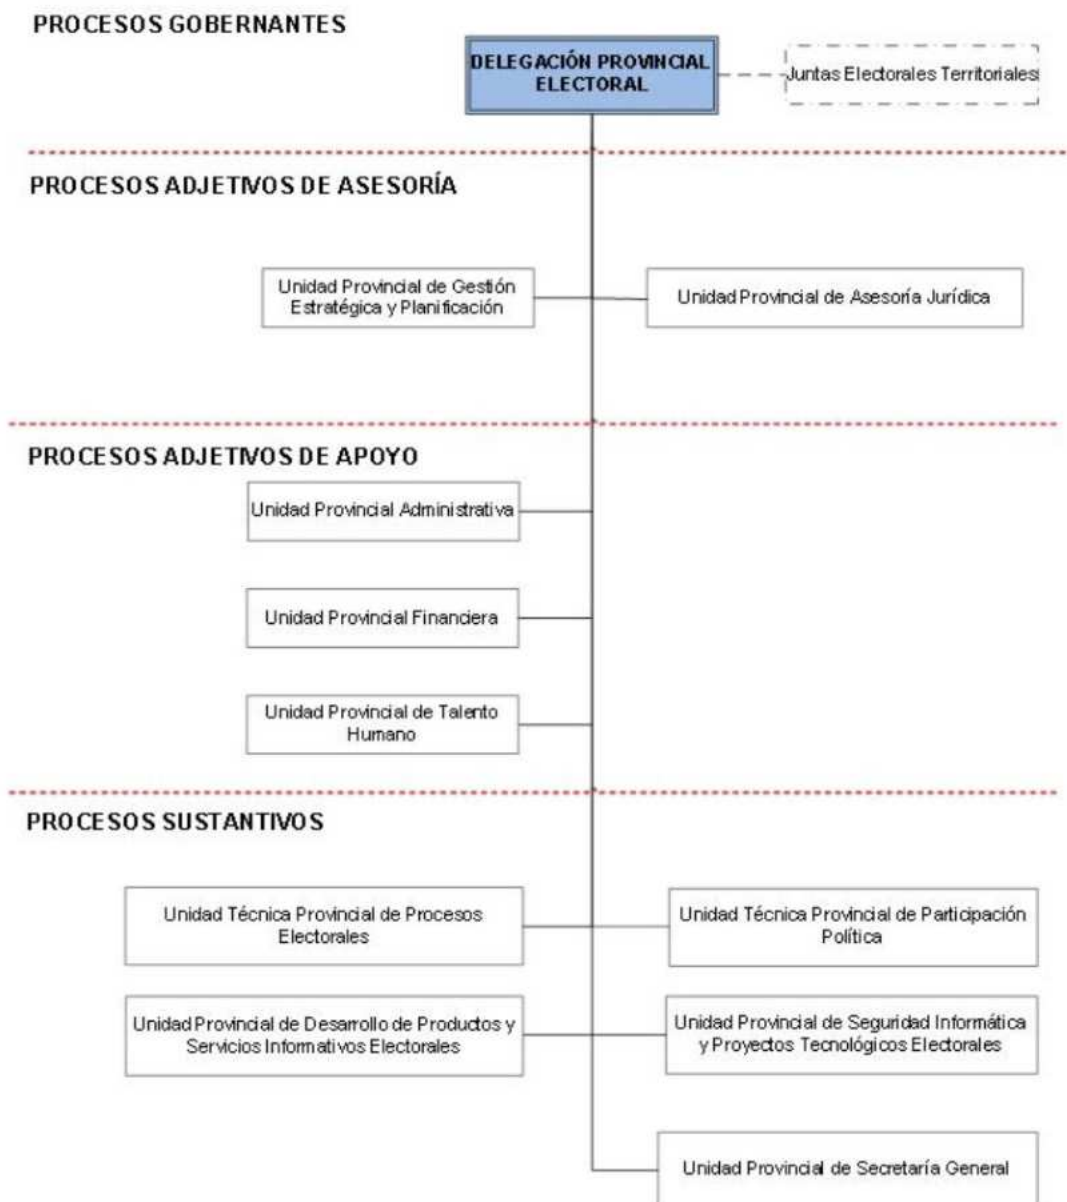 PROCESOS GOBERNANTES
DELEGACIÓN PROVINCIAL
ELECTORAL
Juntas Electorales Territoriales
PROCESOS ADJETIVOS DE ASESORÍA
Unidad Provincial de Gestión
Estratégica y Planificación
Unidad Provincial de Asesoría Jurídica
PROCESOS ADJETIVOS DE APOYO
Unidad Provincial Administrativa
Unidad Provincial Financiera
Unidad Provincial de Talento
Humano
PROCESOS SUSTANTIVOS
Unidad Técnica Provincial de Procesos
Electorales
Unidad Técnica Provincial de Participación
Política
Unidad Provincial de Desarrollo de Productos y
Servicios Informativos Electorales
Unidad Provincial de Seguridad Informática
y Proyectos Tecnológicos Electorales
Unidad Provincial de Secretaría General